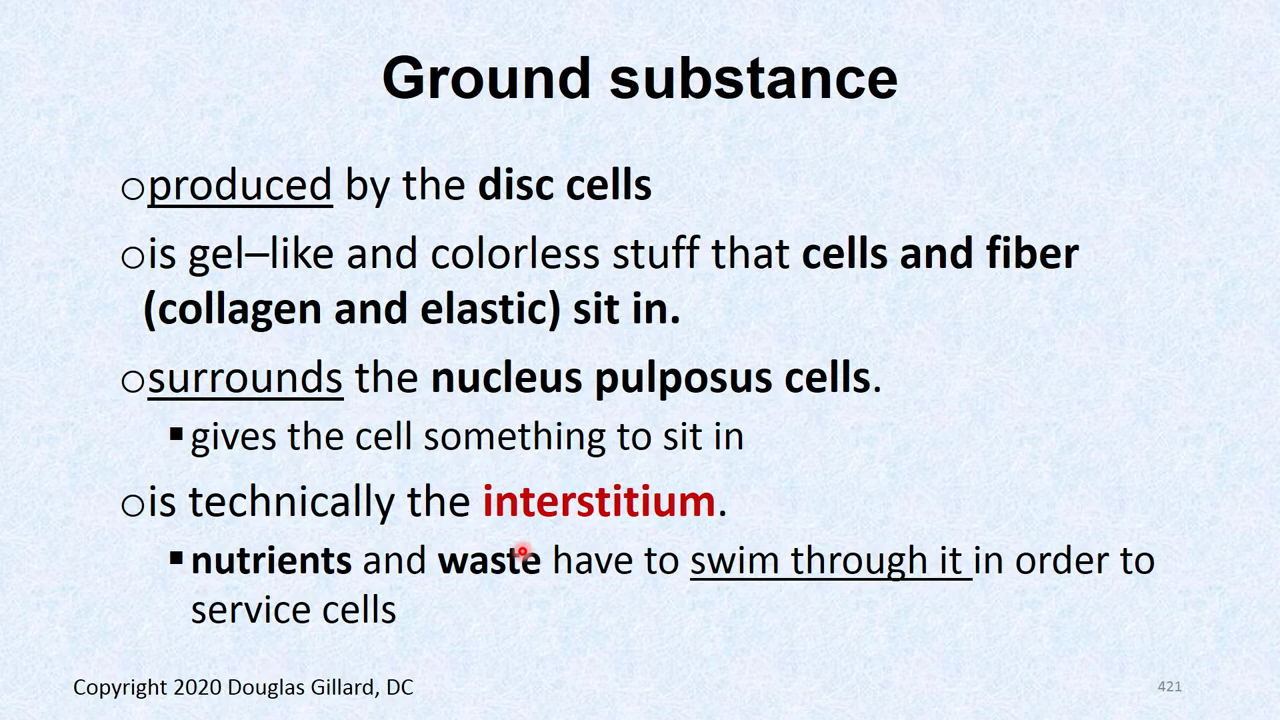 Ground substance
○produced by the disc cells
○is gel–like and colorless stuff that cells and fiber
(collagen and elastic) sit in.
○surrounds the nucleus pulposus cells.
▪gives the cell something to sit in
○is technically the interstitium.
▪nutrients and waste have to swim through it in order to
service cells
Copyright 2020 Douglas Gillard, DC
421